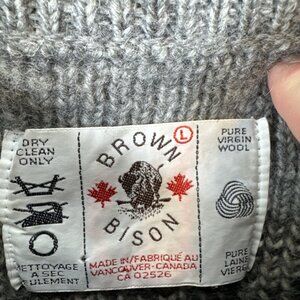 DRY
CLEAN
ONLY
NETTOYAGE
A SEC
SEULEMENT
BROWN
L
BISON
MADE IN/FABRIQUÉ AU
VANCOUVER-CANADA
CA 02526
PURE
VIRGIN
WOOL
PURE
LAINE
VIERGE